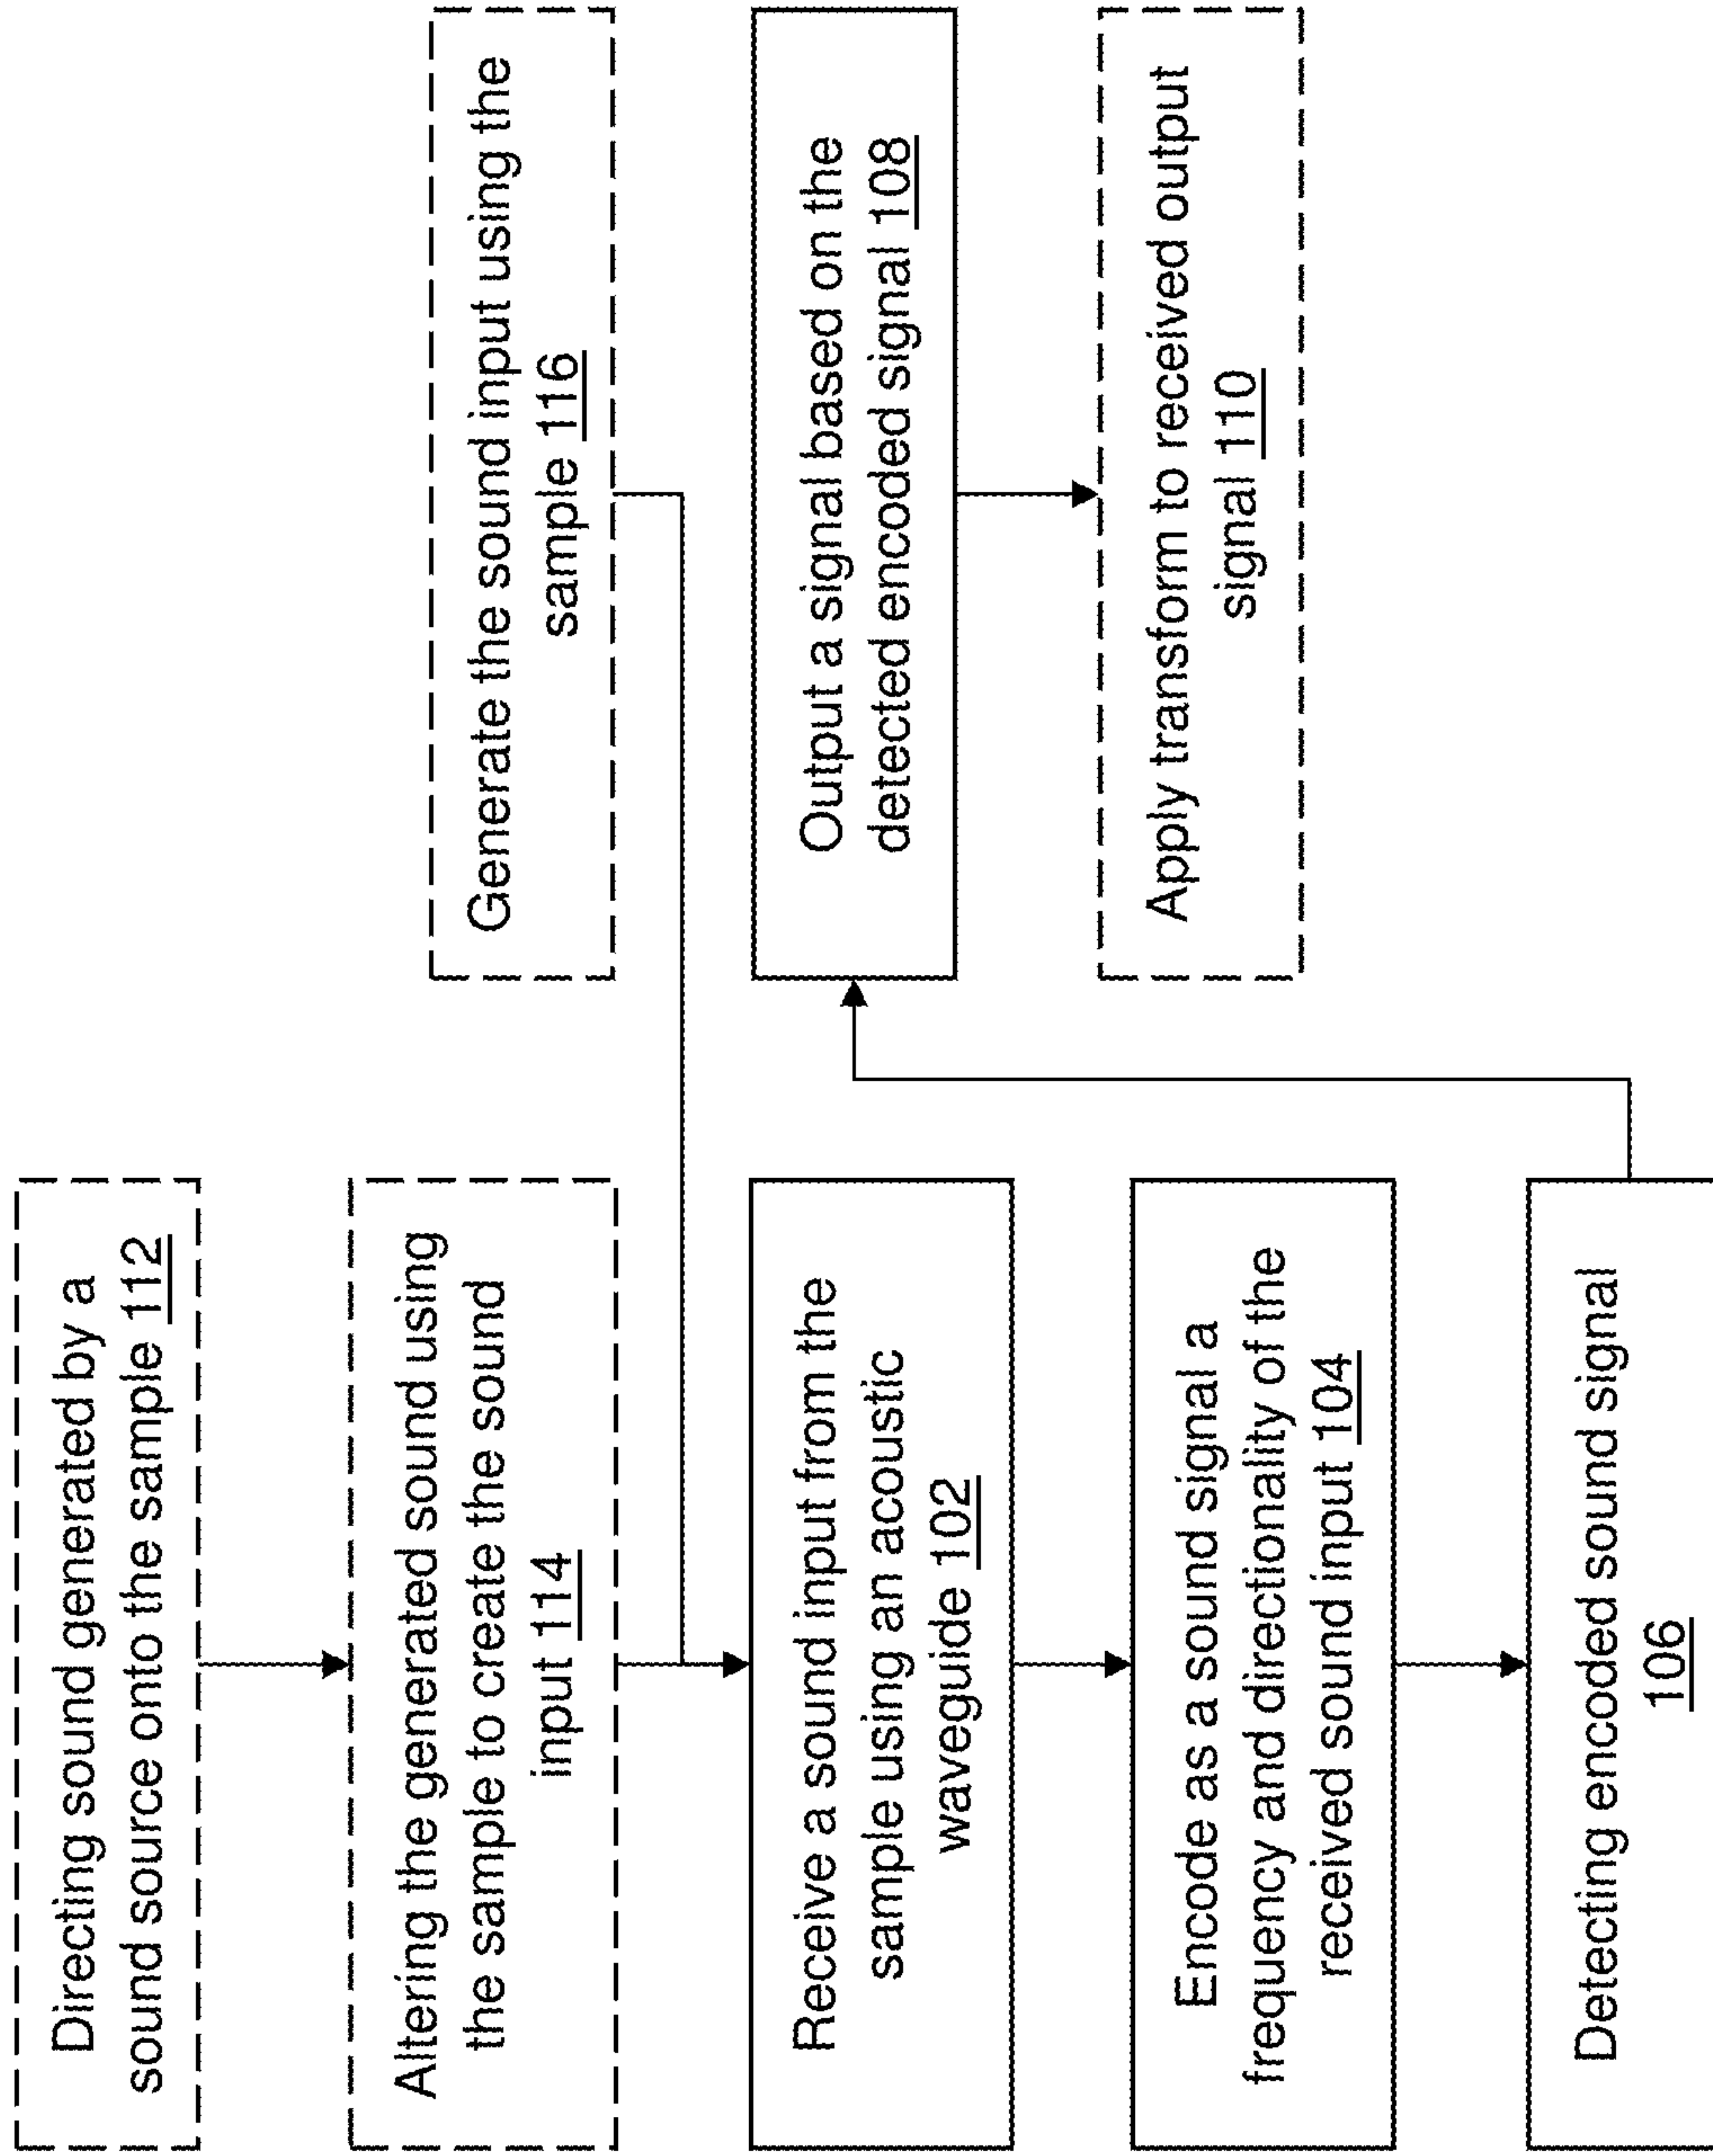 Directing sound generated by a
sound source onto the sample 112
Altering the generated sound using
the sample to create the sound
input 114
Generate the sound input using the
sample 116
Receive a sound input from the
sample using an acoustic
waveguide 102
Encode as a sound signal a
frequency and directionality of the
received sound input 104
Detecting encoded sound signal
106
Output a signal based on the
detected encoded signal 108
Apply transform to received output
signal 110